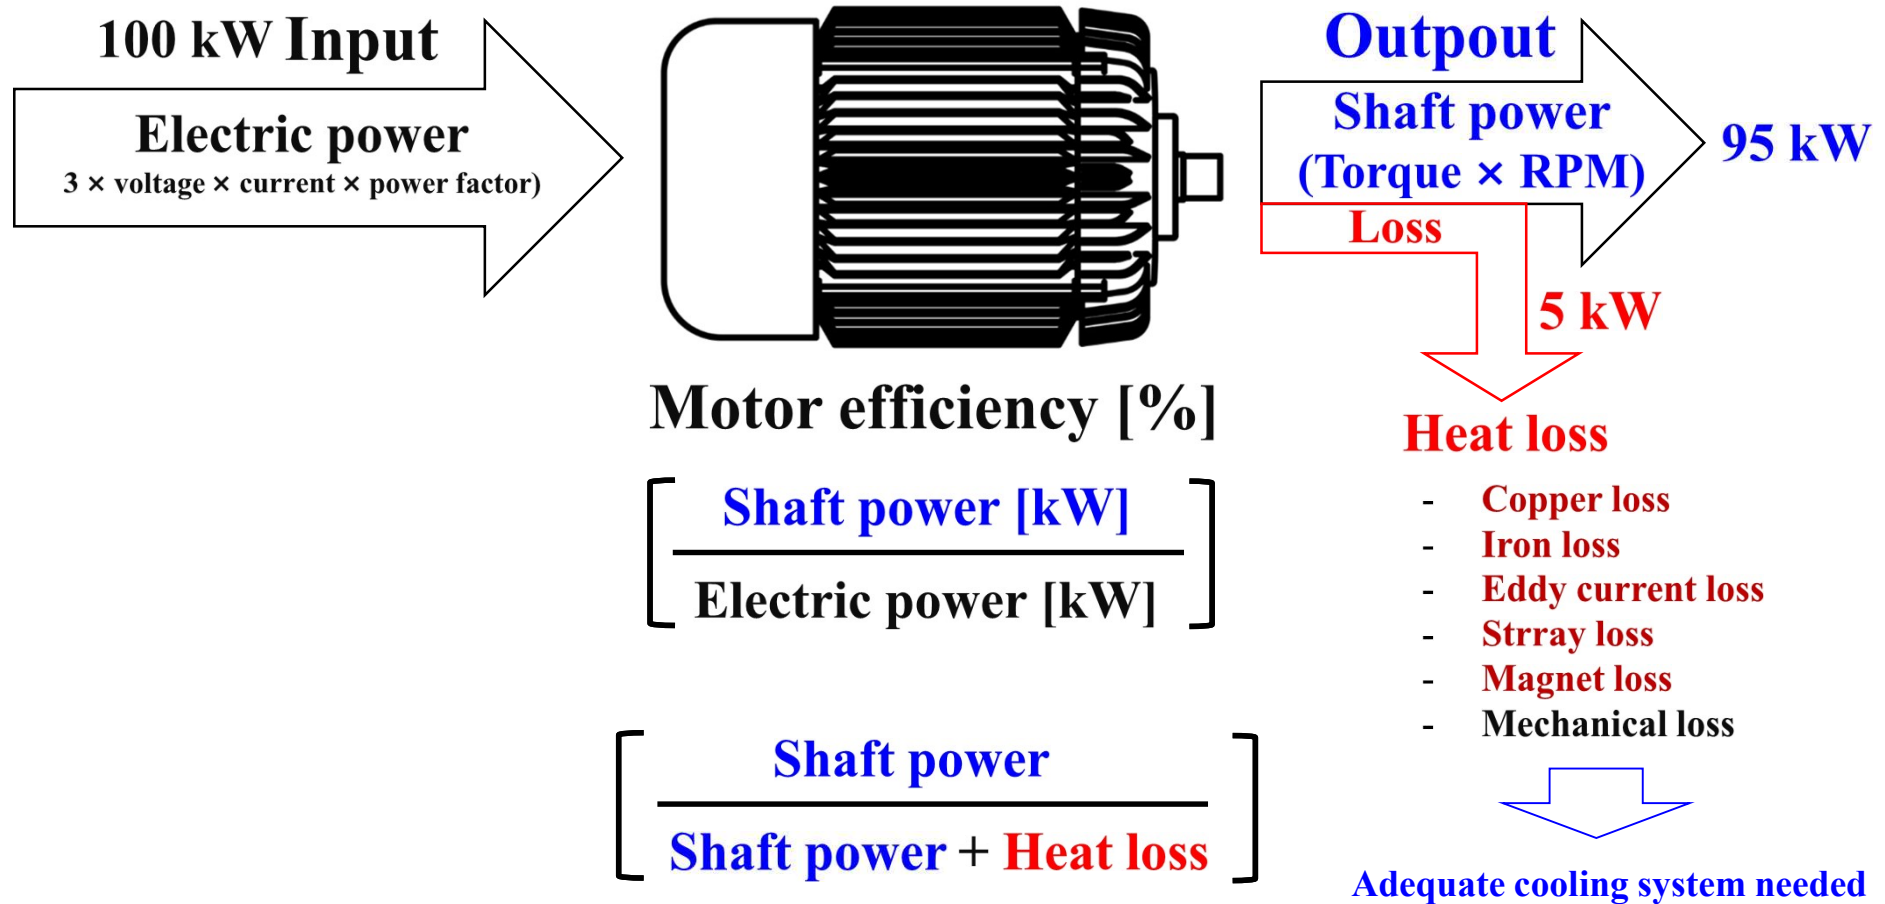 100 kW Input
Electric power
3 × voltage × current × power factor)
Outpout
Shaft power
(Torque × RPM)
95 kW
Loss
5 kW
Motor efficiency [%]
Shaft power [kW]
Electric power [kW]
Shaft power
Shaft power + Heat loss
Heat loss
- Copper loss
- Iron loss
- Eddy current loss
- Strray loss
- Magnet loss
- Mechanical loss
Adequate cooling system needed